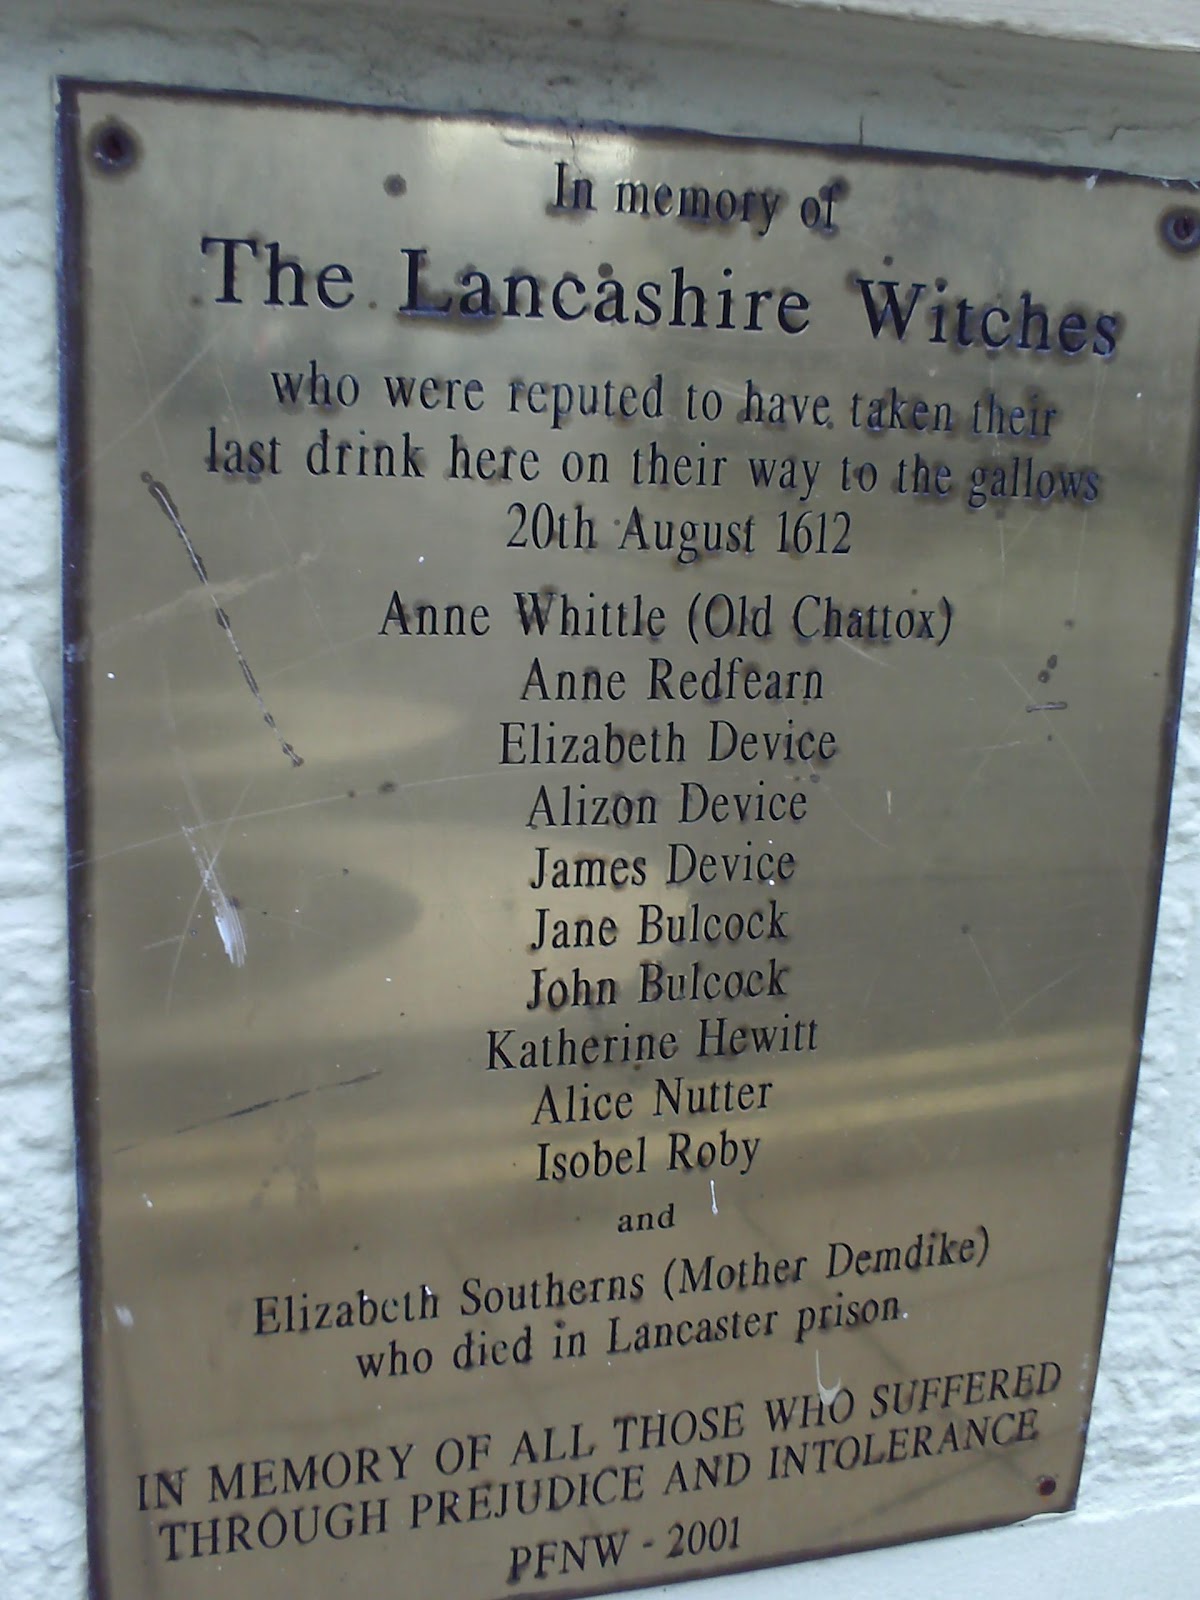 In memory of
The Lancashire Witches
who were reputed to have taken their
last drink here on their way to the gallows
20th August 1612
Anne Whittle (Old Chattox)
Anne Redfearn
Elizabeth Device
Alizon Device
James Device
Jane Bulcock
John Bulcock
Katherine Hewitt
Alice Nutter
Isobel Roby
and
Elizabeth Southerns (Mother Demdike)
who died in Lancaster prison.
IN MEMORY OF ALL THOSE WHO SUFFERED
THROUGH PREJUDICE AND INTOLERANCE
PFNW - 2001